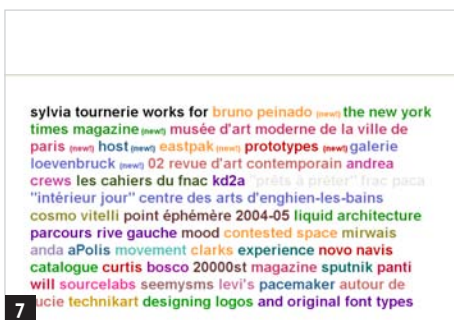 sylvia tournerie works for bruno peinado (new!) the new york
times magazine (new!) musée d'art moderne de la ville de
paris (new!) host (new!) eastpak (new!) prototypes (new!) galerie
loevenbruck (new!) 02 revue d'art contemporain andrea
crews les cahiers du fnac kd2a "prêts à prêter" frac paca
"intérieur jour" centre des arts d'enghien-les-bains
cosmo vitelli point éphémère 2004-05 liquid architecture
parcours rive gauche mood contested space mirwais
anda aPolis movement clarks experience novo navis
catalogue curtis bosco 20000st magazine sputnik panti
will sourcelabs seemysms levi's pacemaker autour de
lucie technikart designing logos and original font types
7